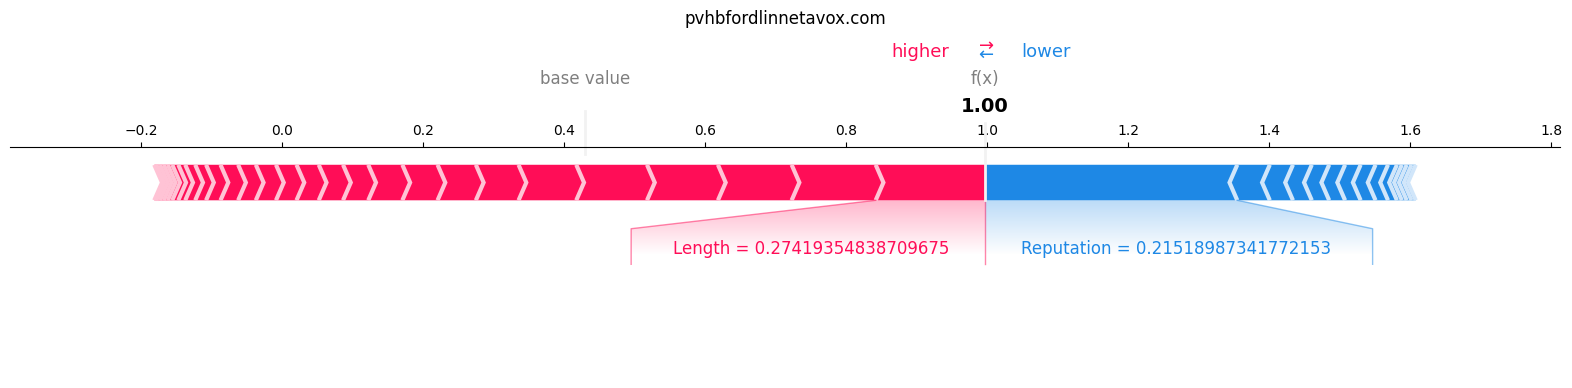 pvhbfordlinnetavox.com
higher → ← lower
base value f(x)
1.00
−0.2 0.0 0.2 0.4 0.6 0.8 1.0 1.2 1.4 1.6 1.8
Length = 0.27419354838709675 Reputation = 0.21518987341772153